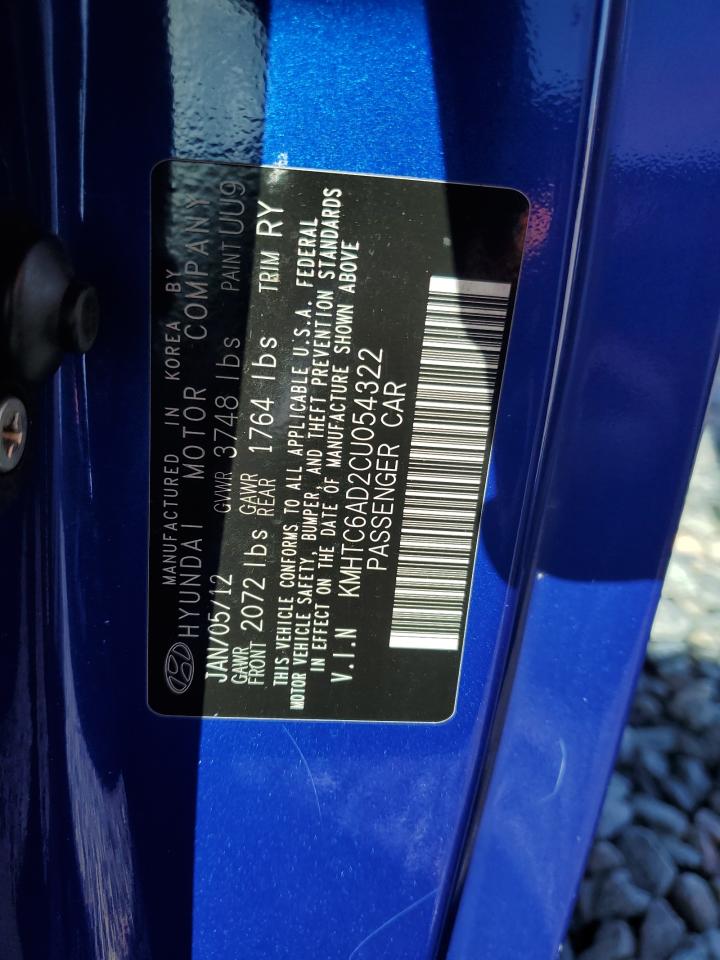 MANUFACTURED IN KOREA BY
HYUNDAI MOTOR COMPANY
JAN/05/12 GVWR 3748 lbs PAINT UU9
GAWR FRONT 2072 lbs GAWR REAR 1764 lbs TRIM RY
THIS VEHICLE CONFORMS TO ALL APPLICABLE U.S.A. FEDERAL
MOTOR VEHICLE SAFETY, BUMPER, AND THEFT PREVENTION STANDARDS
IN EFFECT ON THE DATE OF MANUFACTURE SHOWN ABOVE
V.I.N KMHTC6AD2CU054322
PASSENGER CAR